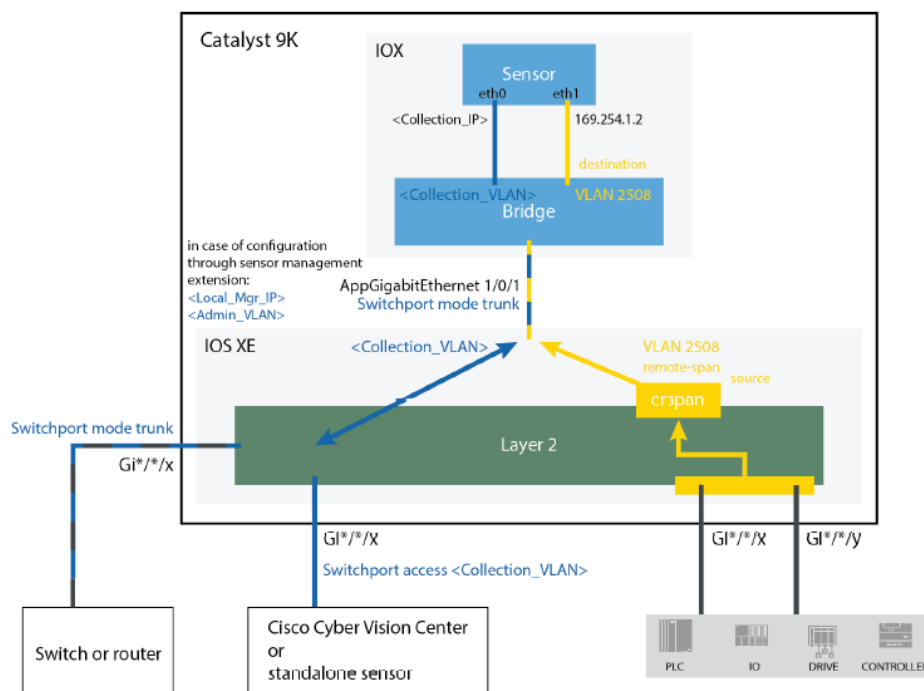 Catalyst 9K
IOX
Sensor
eth0
eth1
<Collection_IP>
169.254.1.2
destination
<Collection_VLAN>
VLAN 2508
Bridge
in case of configuration
through sensor management
extension:
<Local_Mgr_IP>
<Admin_VLAN>
AppGigabitEthernet 1/0/1
Switchport mode trunk
IOS XE
<Collection_VLAN>
VLAN 2508
remote-span
source
erspan
Switchport mode trunk
Gi*/*/x
Layer 2
GI*/*/x
GI*/*/x
GI*/*/y
Switchport access <Collection_VLAN>
Switch or router
Cisco Cyber Vision Center
or
standalone sensor
PLC
IO
DRIVE
CONTROLLER